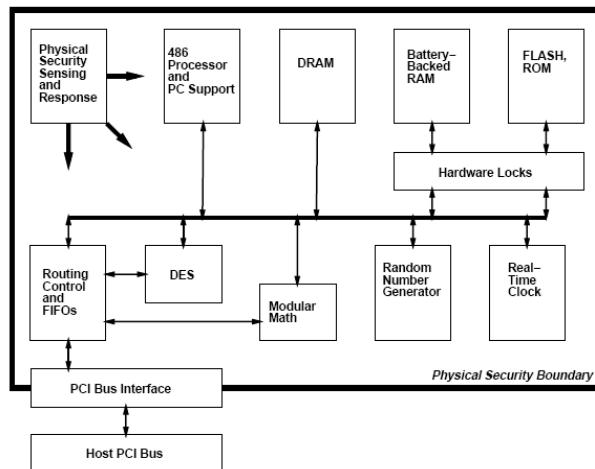 Physical
Security
Sensing
and
Response
486
Processor
and
PC Support
DRAM
Battery–
Backed
RAM
FLASH,
ROM
Hardware Locks
Routing
Control
and
FIFOs
DES
Modular
Math
Random
Number
Generator
Real–
Time
Clock
Physical Security Boundary
PCI Bus Interface
Host PCI Bus